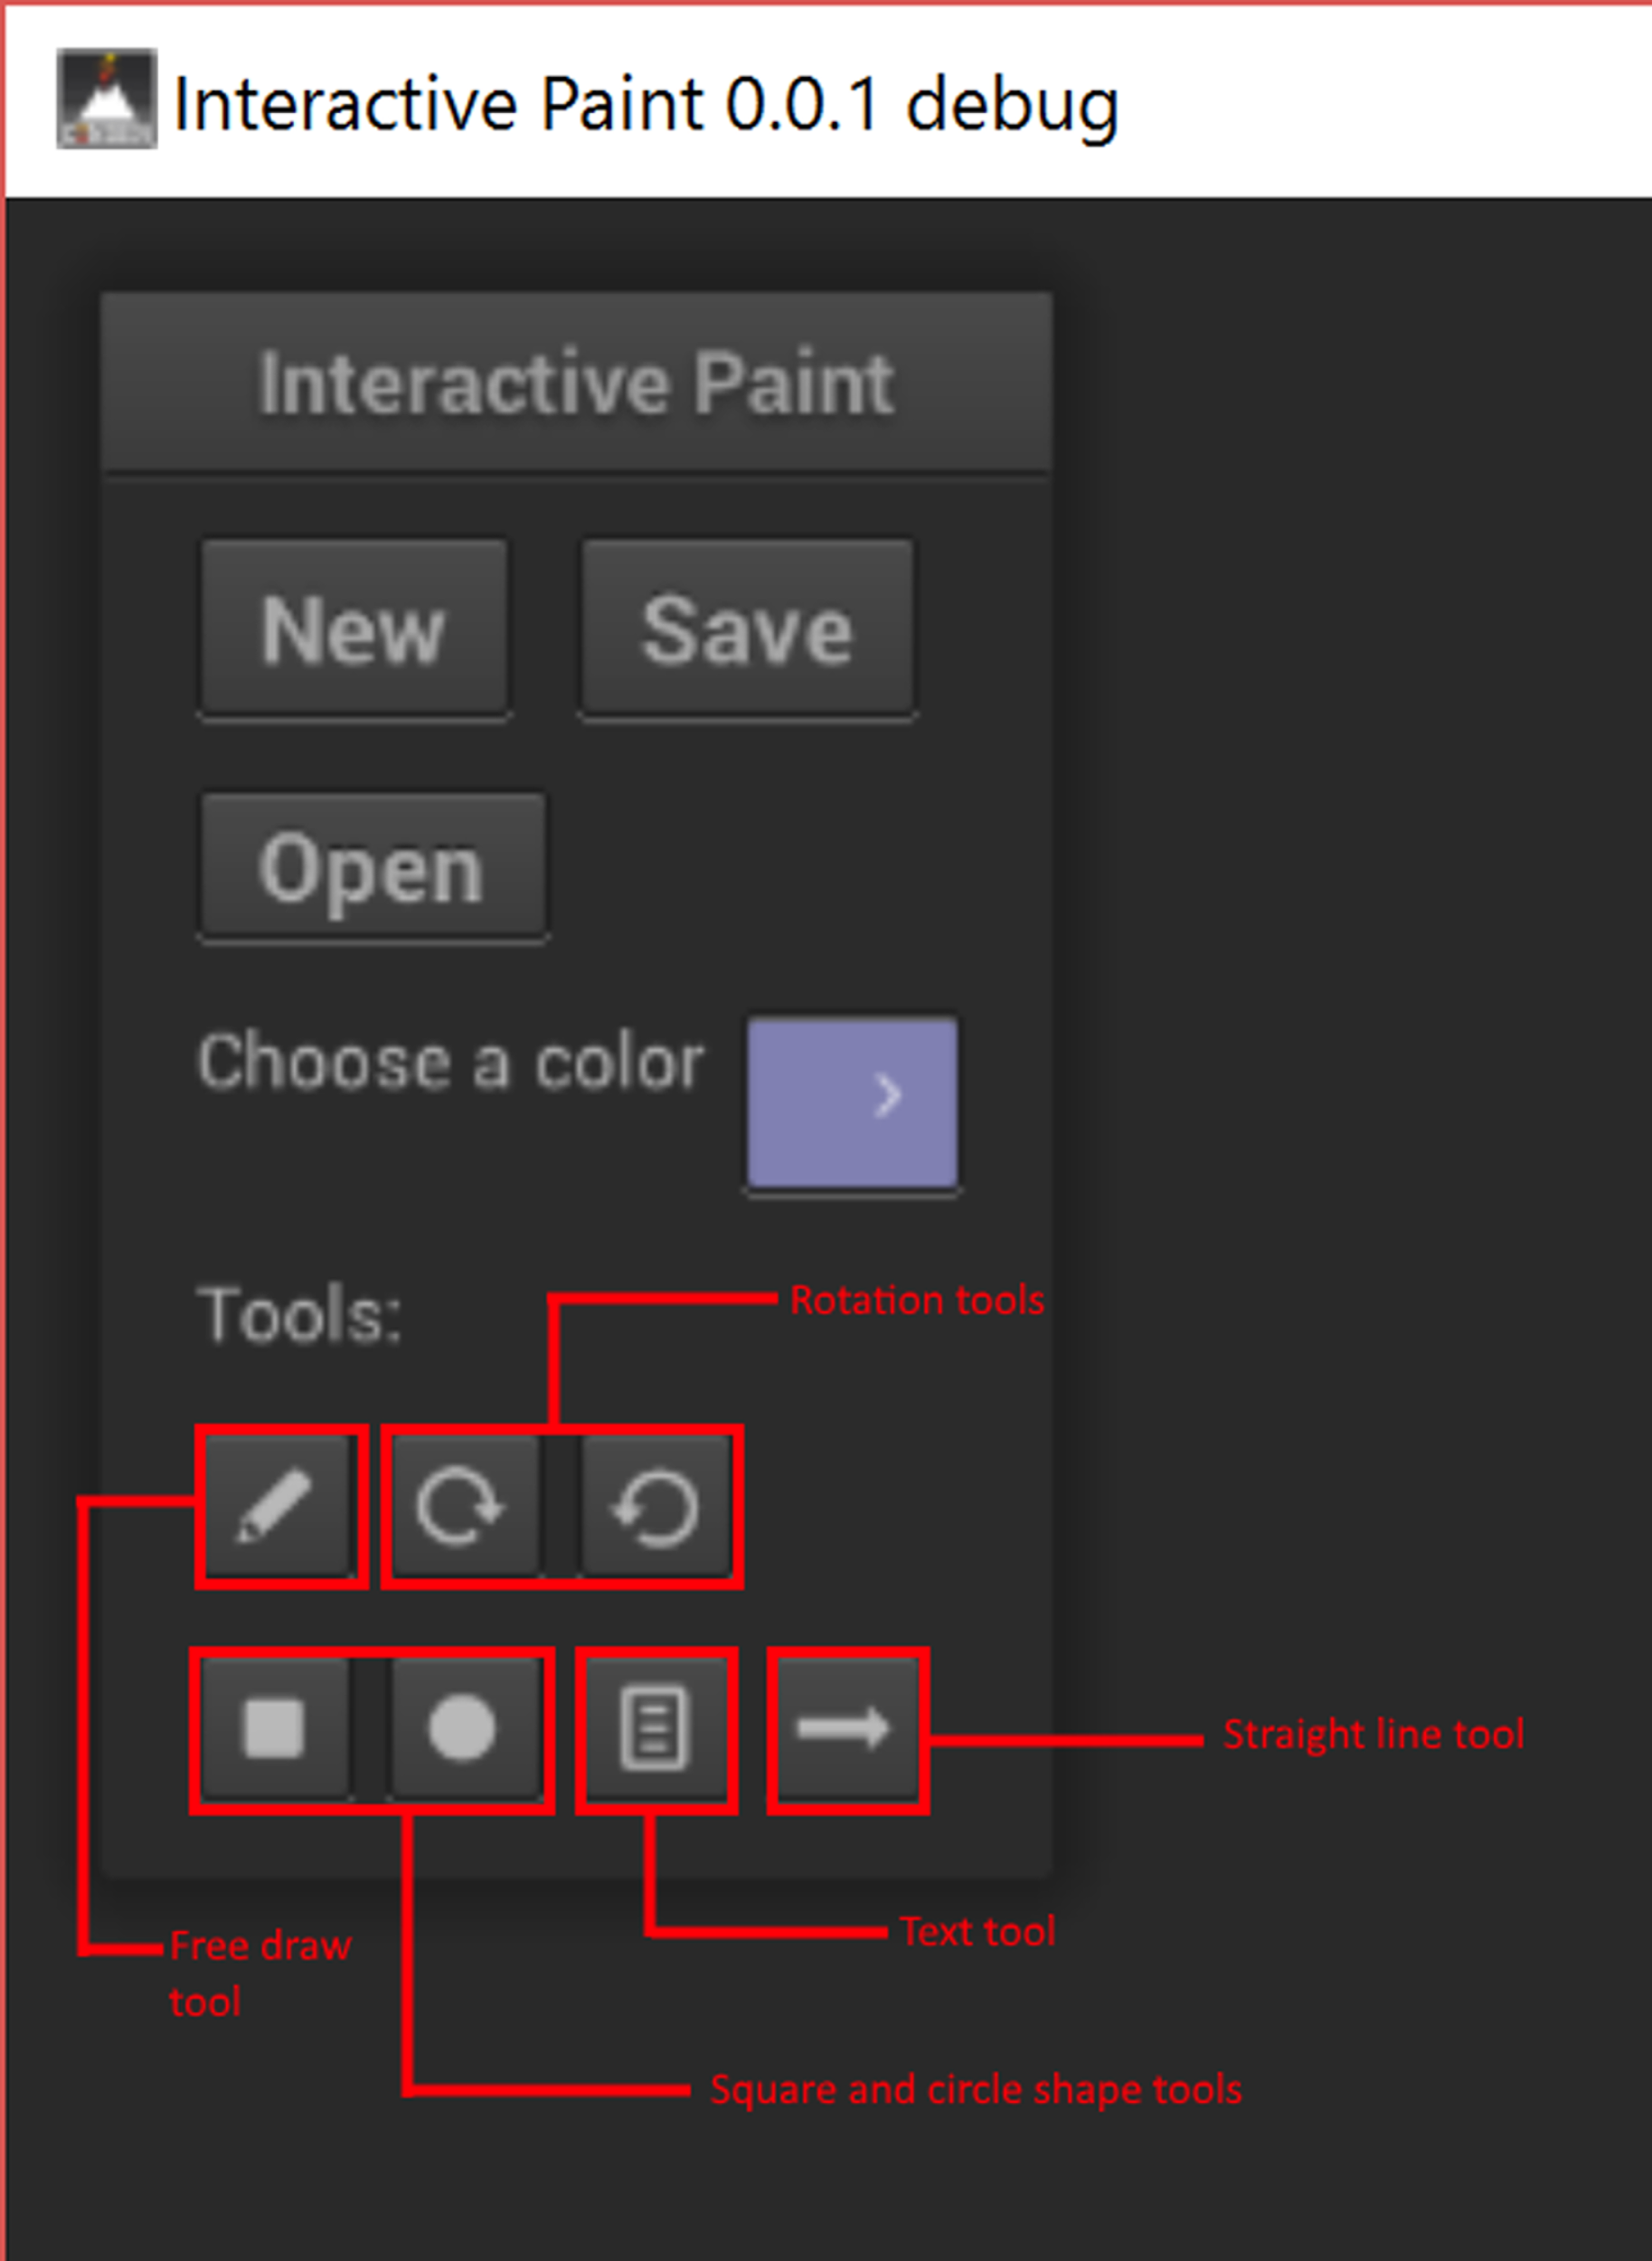 Interactive Paint 0.0.1 debug
Interactive Paint
New Save
Open
Choose a color
Tools:
Rotation tools
Straight line tool
Text tool
Free draw
tool
Square and circle shape tools